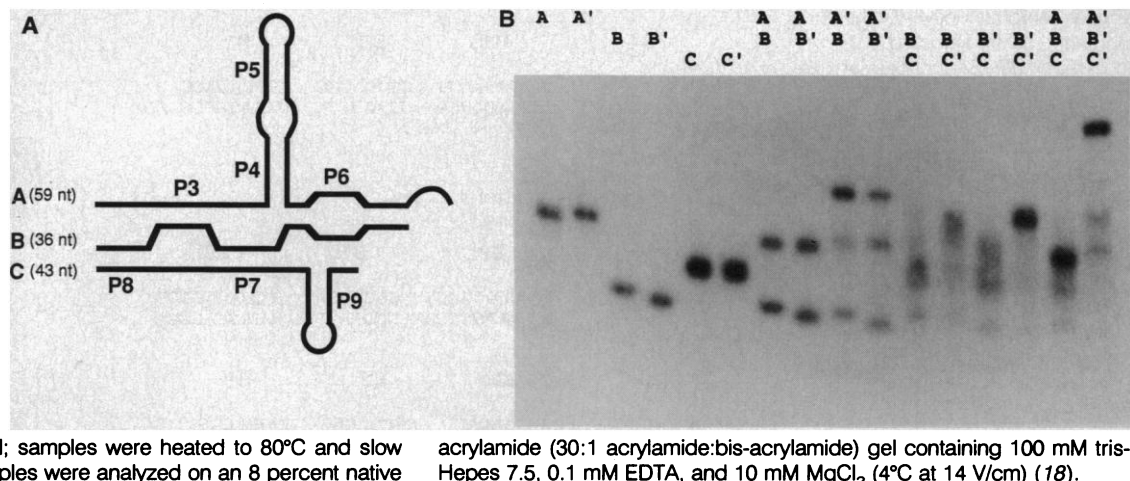 A
P5
P4
P3
P6
A (59 nt)
B (36 nt)
C (43 nt)
P8
P7
P9
B
A A' A A A' A' A A'
B B' B B' B B' B B B' B' B B'
C C' C C' C C' C C'
l; samples were heated to 80°C and slow
ples were analyzed on an 8 percent native
acrylamide (30:1 acrylamide:bis-acrylamide) gel containing 100 mM tris-
Hepes 7.5, 0.1 mM EDTA, and 10 mM MgCl₂ (4°C at 14 V/cm) (18).